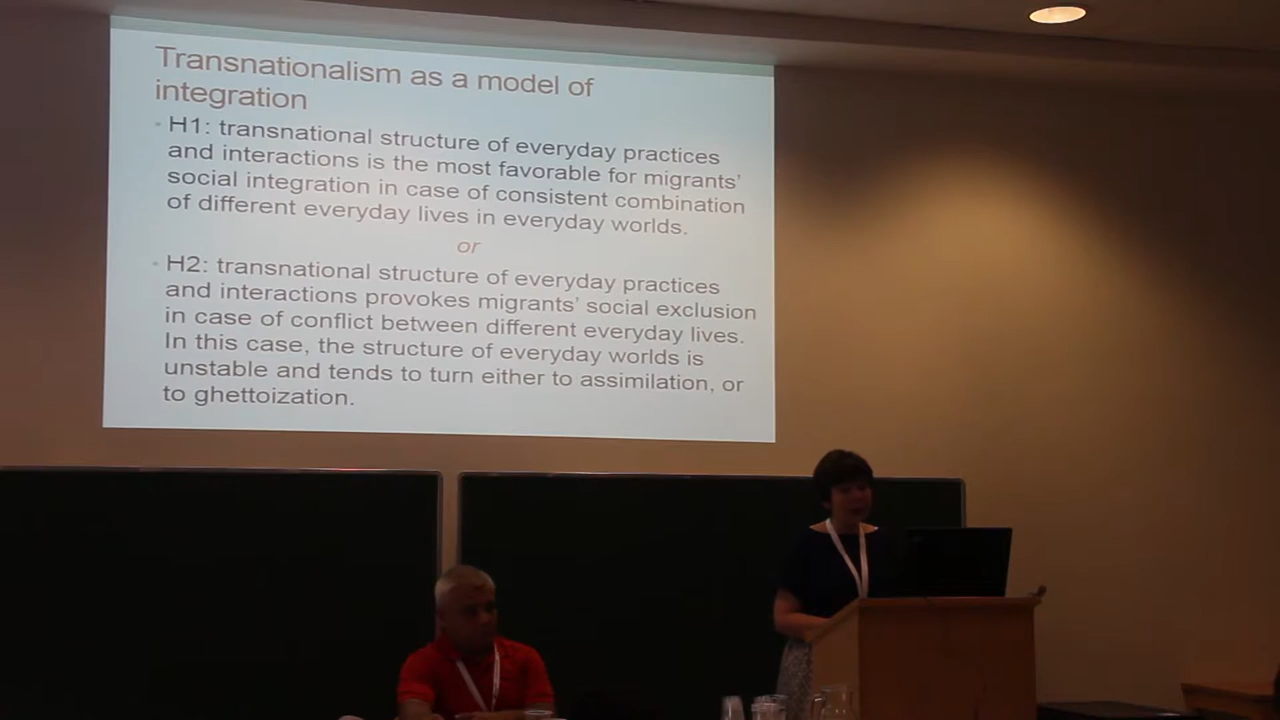 Transnationalism as a model of
integration
H1: transnational structure of everyday practices
and interactions is the most favorable for migrants'
social integration in case of consistent combination
of different everyday lives in everyday worlds.
or
H2: transnational structure of everyday practices
and interactions provokes migrants' social exclusion
in case of conflict between different everyday lives.
In this case, the structure of everyday worlds is
unstable and tends to turn either to assimilation, or
to ghettoization.